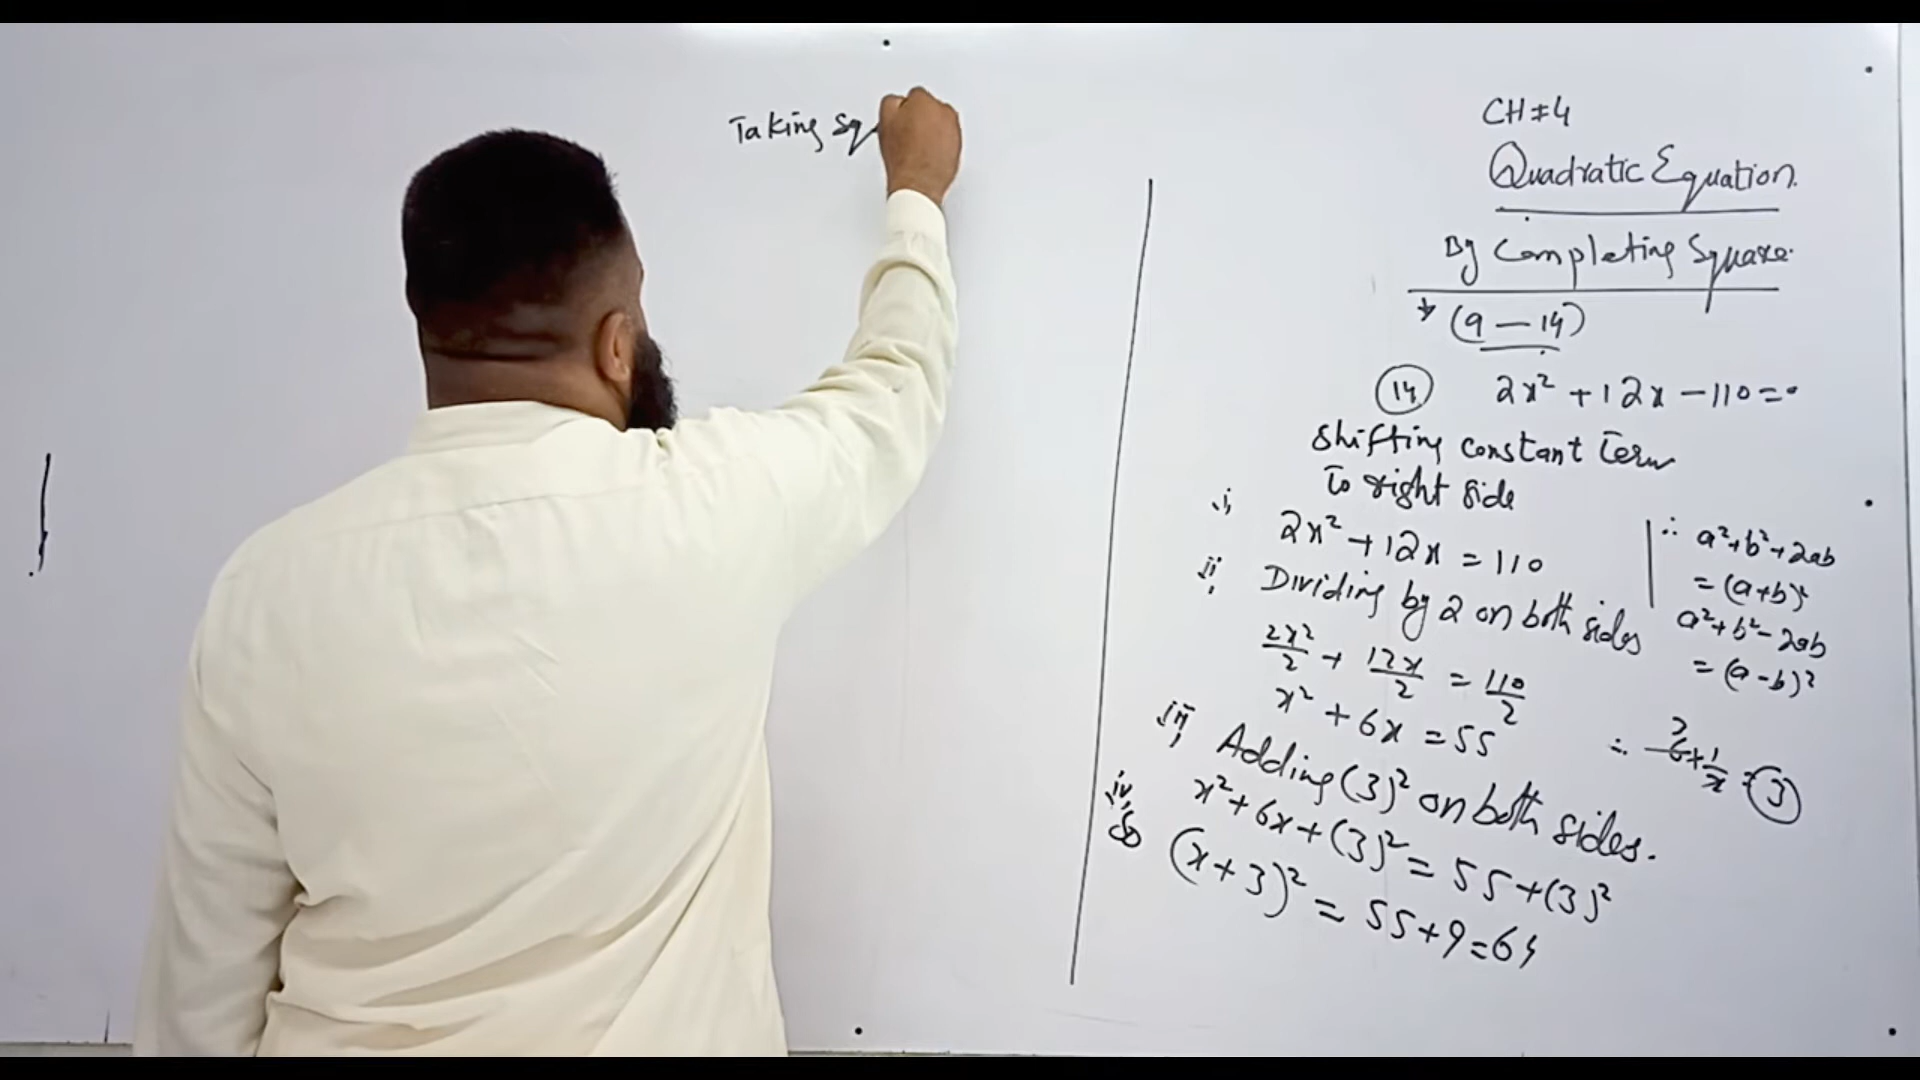 Taking Sq
CH#4
Quadratic Equation.
By Completing Square.
(9 — 14)
14 2x² + 12x - 110 = 0
Shifting constant term
To right side
i, 2x² + 12x = 110
ii, Dividing by 2 on both sides
2x²/2 + 12x/2 = 110/2
x² + 6x = 55
iii, Adding (3)² on both sides.
x² + 6x + (3)² = 55 + (3)²
iv, So (x + 3)² = 55 + 9 = 64
∴ a² + b² + 2ab
= (a+b)²
a² + b² - 2ab
= (a-b)²